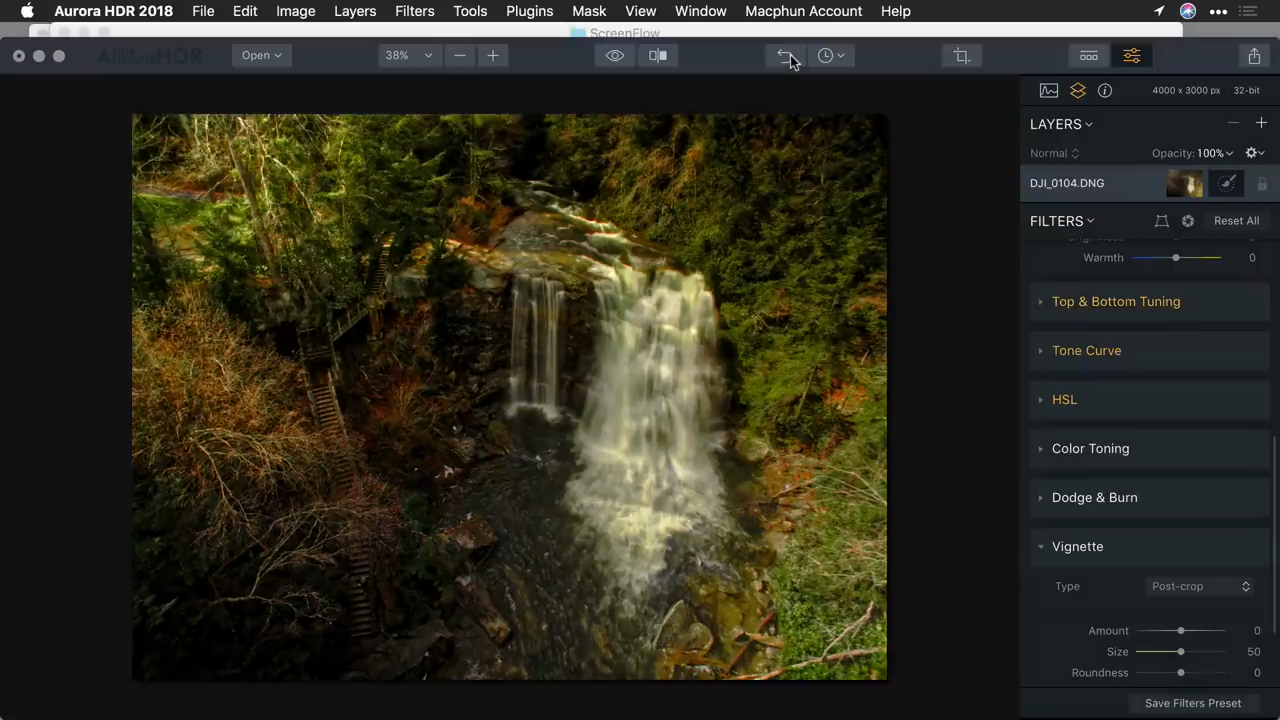 Aurora HDR 2018 File Edit Image Layers Filters Tools Plugins Mask View Window Macphun Account Help
ScreenFlow
Open 38%
4000 x 3000 px 32-bit
LAYERS
Normal Opacity: 100%
DJI_0104.DNG
FILTERS Reset All
Warmth 0
Top & Bottom Tuning
Tone Curve
HSL
Color Toning
Dodge & Burn
Vignette
Type Post-crop
Amount 0
Size 50
Roundness 0
Save Filters Preset